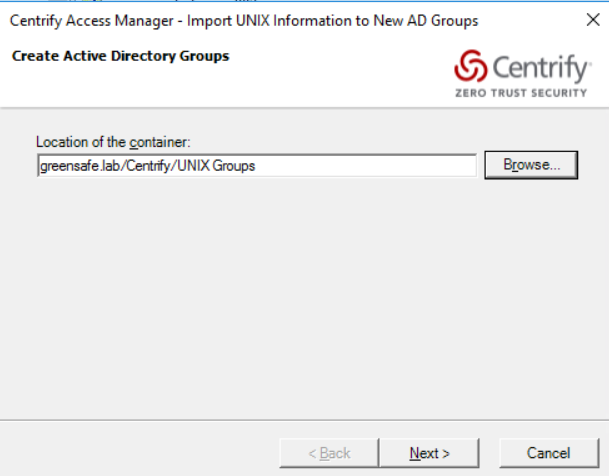 Centrify Access Manager - Import UNIX Information to New AD Groups
Create Active Directory Groups
Centrify
ZERO TRUST SECURITY
Location of the container:
greensafe.lab/Centrify/UNIX Groups
Browse...
< Back
Next >
Cancel